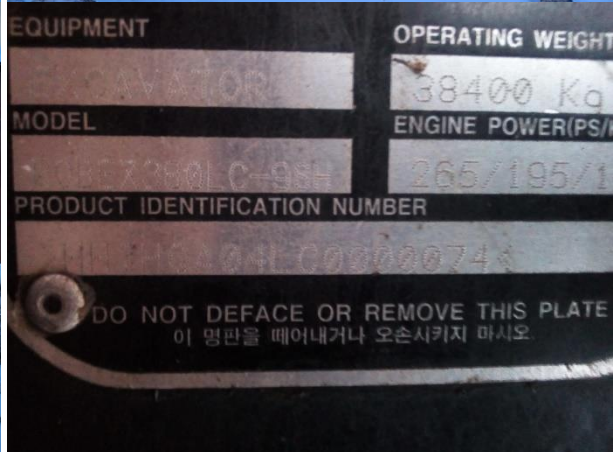 EQUIPMENT
OPERATING WEIGHT
38400 Kg
MODEL
ENGINE POWER(PS/
265/195/1
PRODUCT IDENTIFICATION NUMBER
DO NOT DEFACE OR REMOVE THIS PLATE
이 명판을 떼어내거나 오손시키지 마시오.